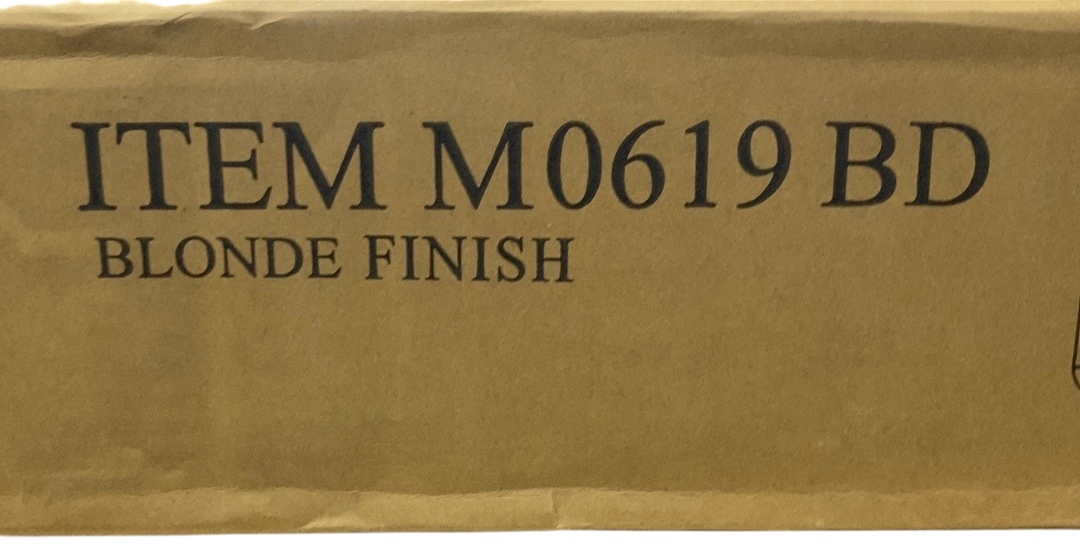 ITEM M0619 BD
BLONDE FINISH